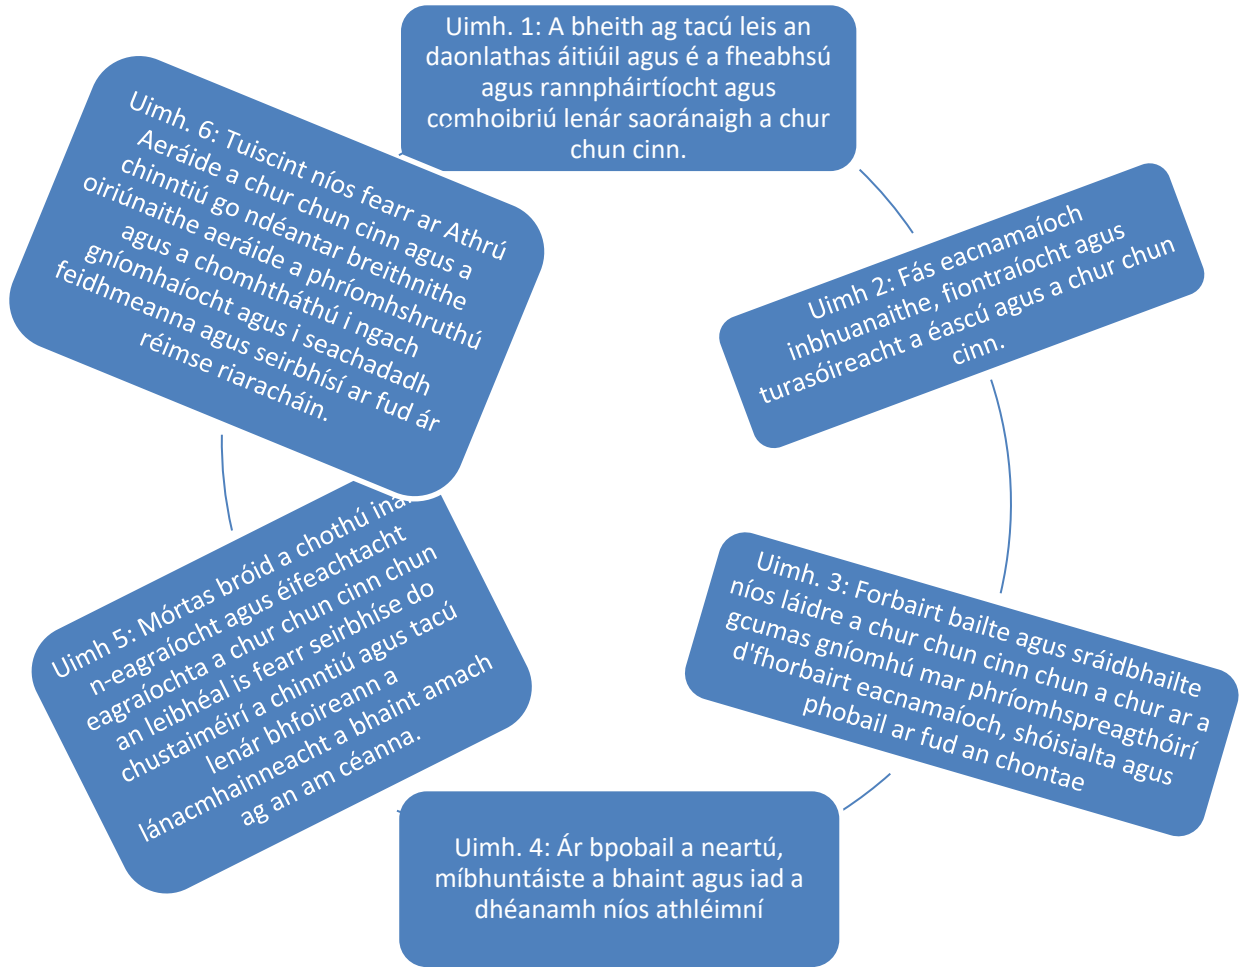 Uimh. 1: A bheith ag tacú leis an
daonlathas áitiúil agus é a fheabhsú
agus rannpháirtíocht agus
comhoibriú lenár saoránaigh a chur
chun cinn.
Uimh 2: Fás eacnamaíoch
inbhuanaithe, fiontraíocht agus
turasóireacht a éascú agus a chur chun
cinn.
Uimh. 3: Forbairt bailte agus sráidbhailte
níos láidre a chur chun cinn chun a chur ar a
gcumas gníomhú mar phríomhspreagthóirí
d'fhorbairt eacnamaíoch, shóisialta agus
phobail ar fud an chontae
Uimh. 4: Ár bpobail a neartú,
míbhuntáiste a bhaint agus iad a
dhéanamh níos athléimní
Uimh 5: Mórtas bróid a chothú
n-eagraíocht agus éifeachtacht
eagraíochta a chur chun cinn chun
an leibhéal is fearr seirbhíse do
chustaiméirí a chinntiú agus tacú
lenár bhfoireann a
lánacmhainneacht a bhaint amach
ag an am céanna.
Uimh. 6: Tuiscint níos fearr ar Athrú
Aeráide a chur chun cinn agus a
chinntiú go ndéantar breithnithe
oiriúnaithe aeráide a phríomhshruthú
agus a chomhtháthú i ngach
gníomhaíocht agus i seachadadh
feidhmeanna agus seirbhísí ar fud ár
réimse riaracháin.